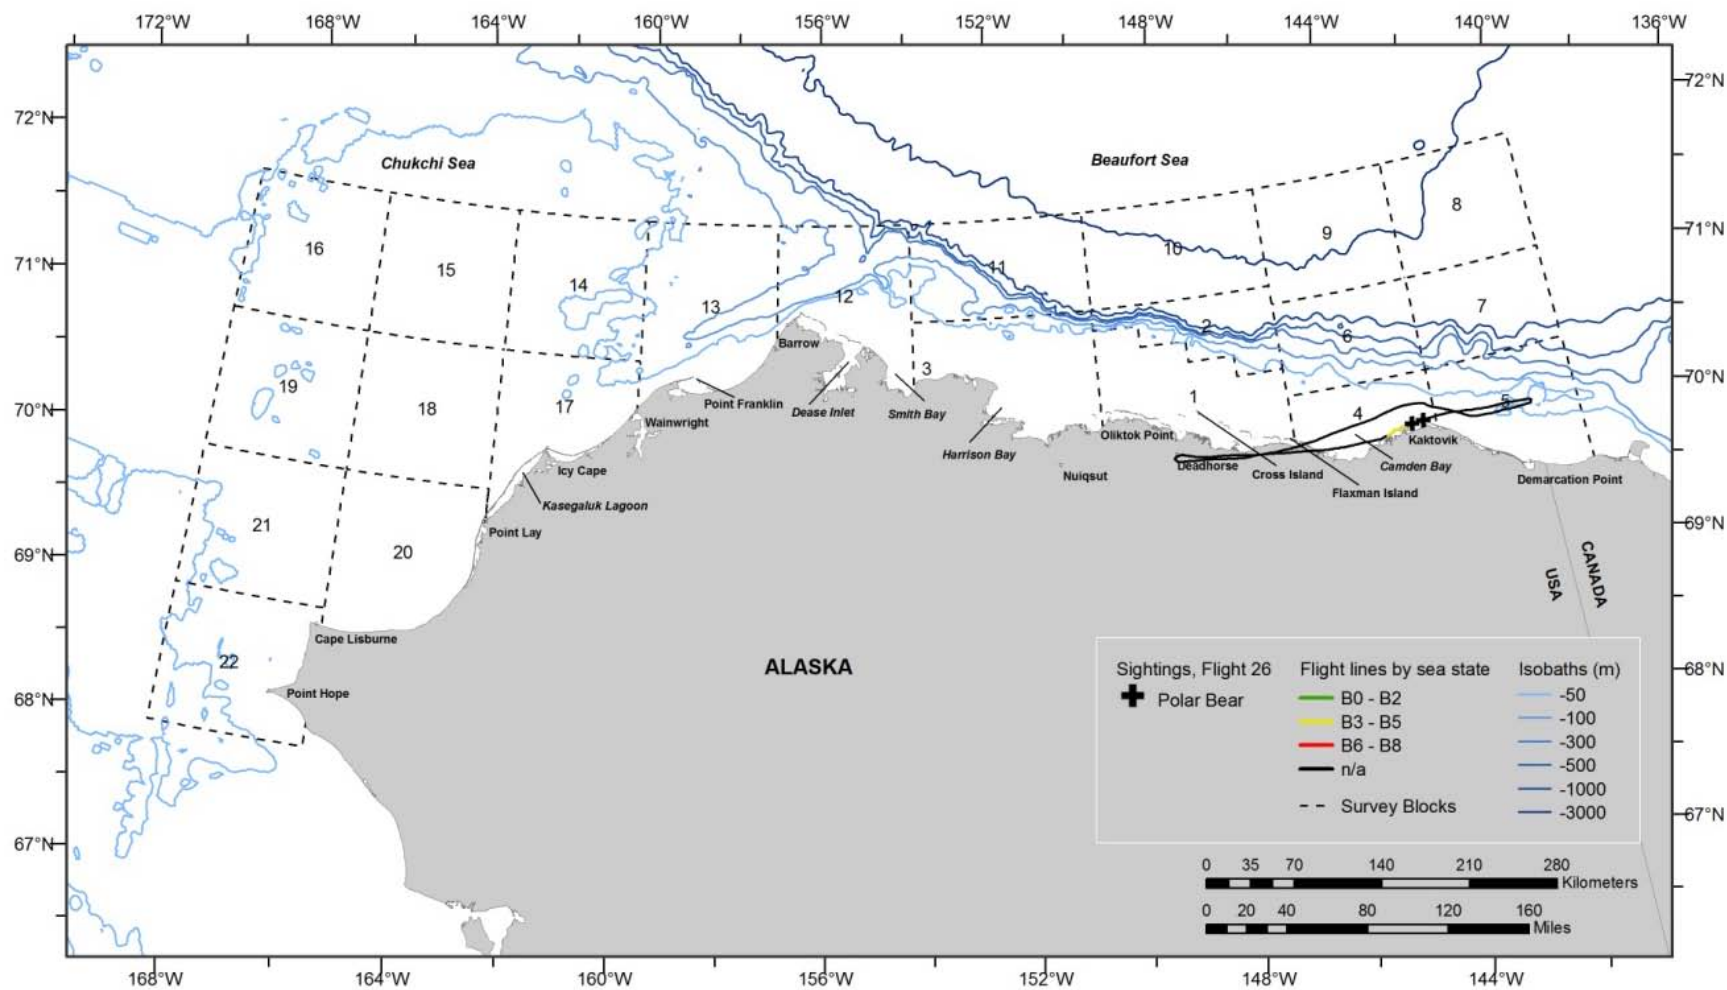 172°W 168°W 164°W 160°W 156°W 152°W 148°W 144°W 140°W 136°W
72°N
72°N
Chukchi Sea
Beaufort Sea
8
9
71°N
16
10
71°N
15
11
14
12
13
7
2
6
Barrow
70°N
3
19
1
5
70°N
18
17
Point Franklin
Dease Inlet
Smith Bay
4
Wainwright
Oliktok Point
Kaktovik
Harrison Bay
Icy Cape
Deadhorse
Camden Bay
Nuiqsut
Cross Island
Demarcation Point
Flaxman Island
Kasegaluk Lagoon
21
69°N
Point Lay
69°N
20
CANADA
USA
Cape Lisburne
22
ALASKA
68°N
Point Hope
68°N
Sightings, Flight 26
Polar Bear
Flight lines by sea state
B0 - B2
B3 - B5
B6 - B8
n/a
Survey Blocks
Isobaths (m)
-50
-100
-300
-500
-1000
-3000
67°N
67°N
0 35 70 140 210 280
Kilometers
0 20 40 80 120 160
Miles
168°W 164°W 160°W 156°W 152°W 148°W 144°W